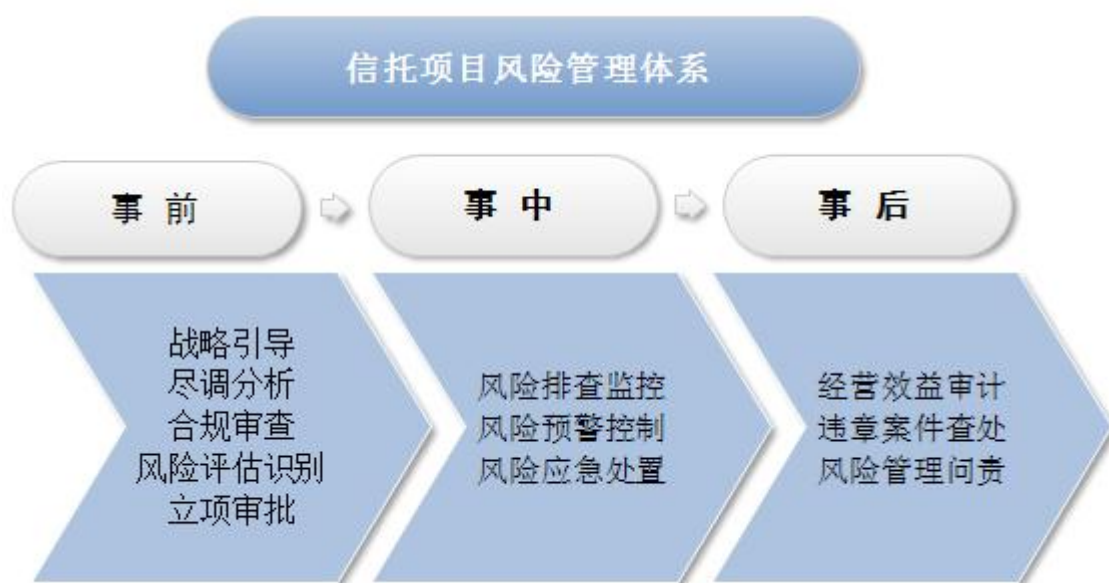 信托项目风险管理体系
事 前
事 中
事 后
战略引导
尽调分析
合规审查
风险评估识别
立项审批
风险排查监控
风险预警控制
风险应急处置
经营效益审计
违章案件查处
风险管理问责